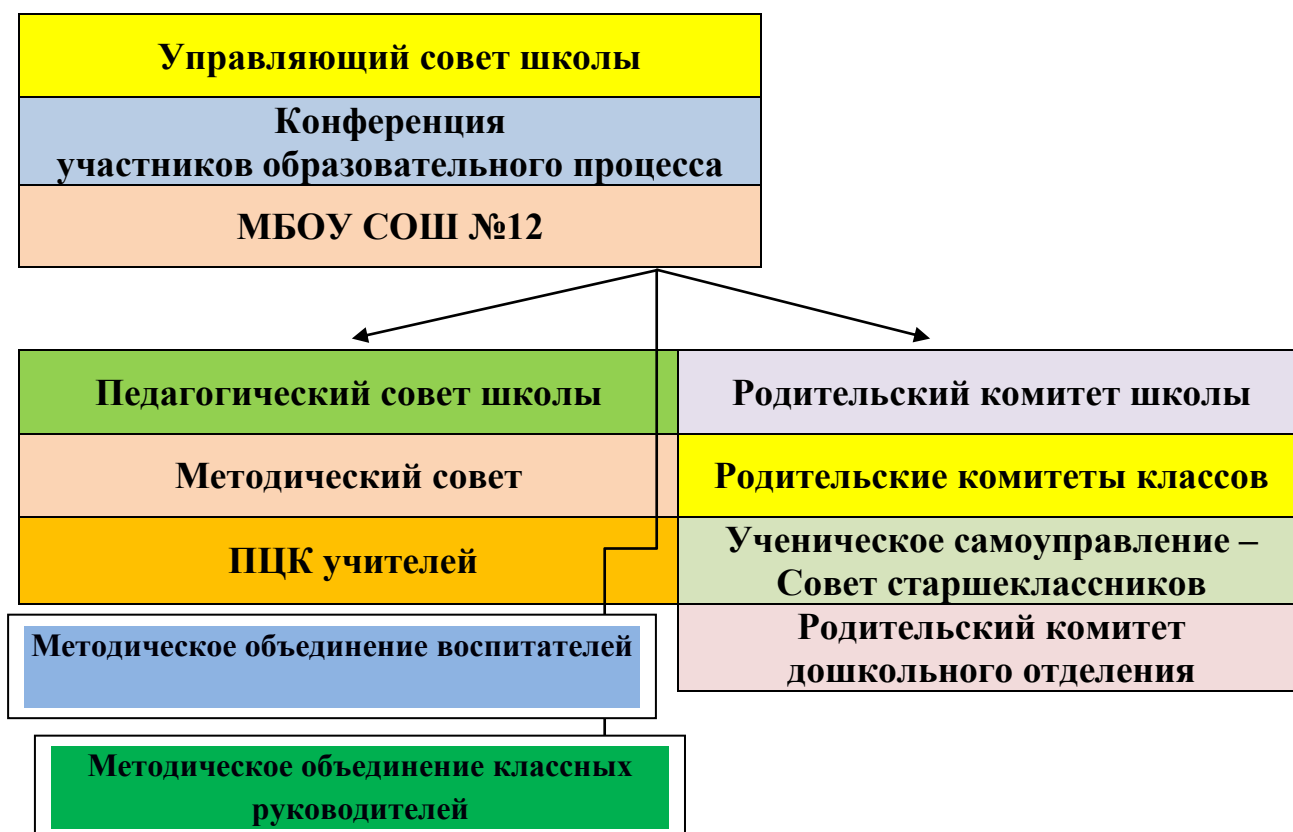 Управляющий совет школы
Конференция
участников образовательного процесса
МБОУ СОШ №12
Педагогический совет школы
Родительский комитет школы
Методический совет
Родительские комитеты классов
ПЦК учителей
Ученическое самоуправление –
Совет старшеклассников
Методическое объединение воспитателей
Родительский комитет
дошкольного отделения
Методическое объединение классных
руководителей